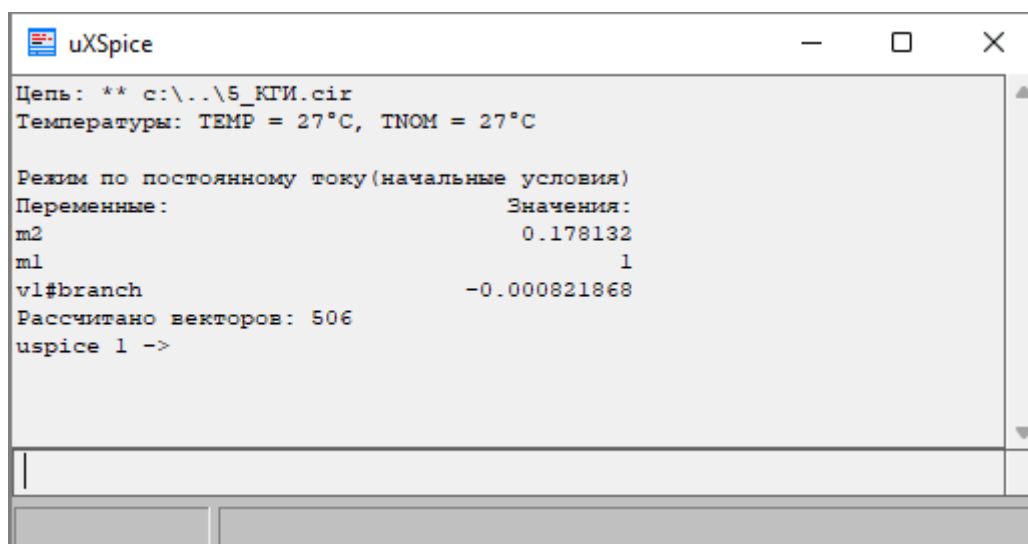 uXSpice
Цепь: ** c:\..\5_КГИ.cir
Температуры: TEMP = 27°C, TNOM = 27°C
Режим по постоянному току(начальные условия)
Переменные: Значения:
m2 0.178132
m1 1
v1#branch -0.000821868
Рассчитано векторов: 506
uspice 1 ->